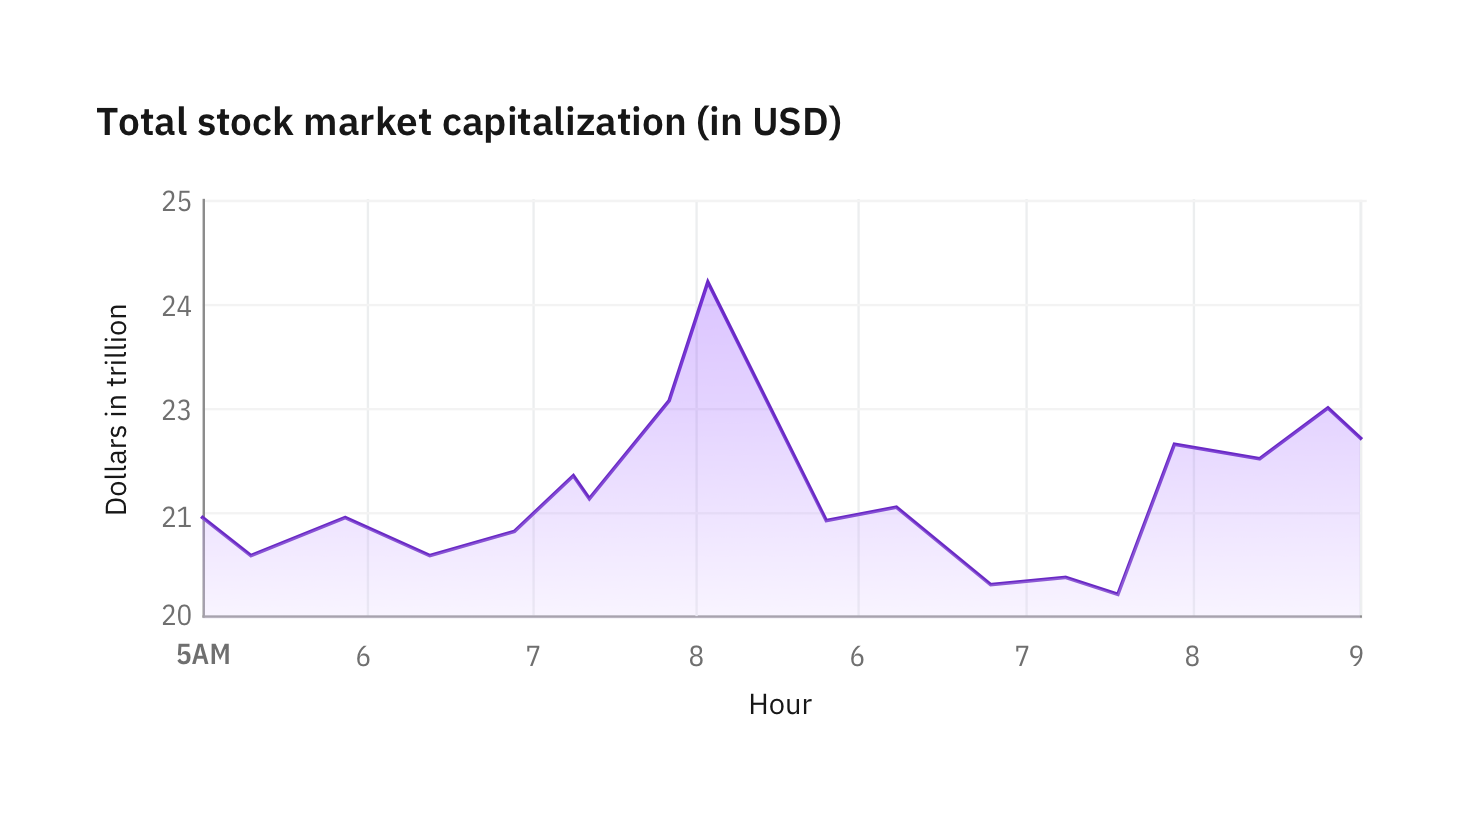 Total stock market capitalization (in USD)
25
24
23
21
20
Dollars in trillion
5AM 6 7 8 6 7 8 9
Hour